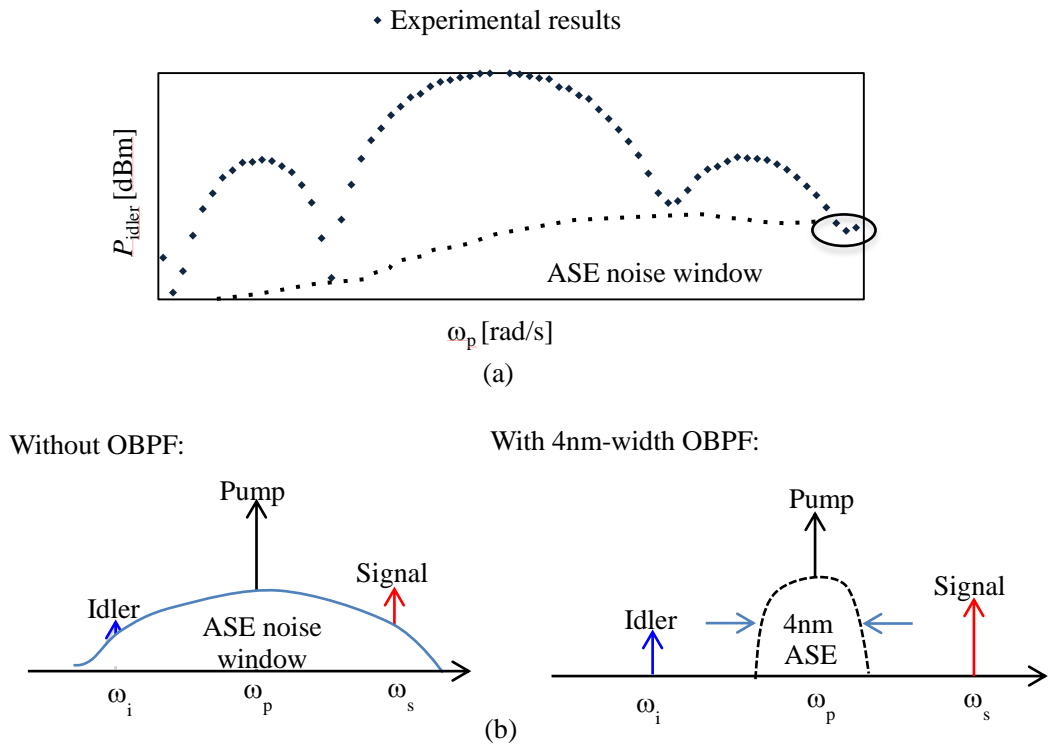 Experimental results
P_idler [dBm]
ASE noise window
ω_p [rad/s]
(a)
Without OBPF:
With 4nm-width OBPF:
Pump
Signal
Idler
ASE noise
window
ω_i
ω_p
ω_s
Pump
Signal
Idler
4nm
ASE
ω_i
ω_p
ω_s
(b)